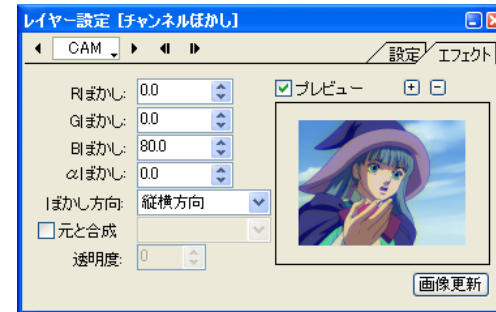 レイヤー設定 [チャンネルぼかし]
CAM
設定 エフェクト
Rぼかし: 0.0
Gぼかし: 0.0
Bぼかし: 80.0
αぼかし: 0.0
ぼかし方向: 縦横方向
元と合成
透明度: 0
プレビュー
画像更新